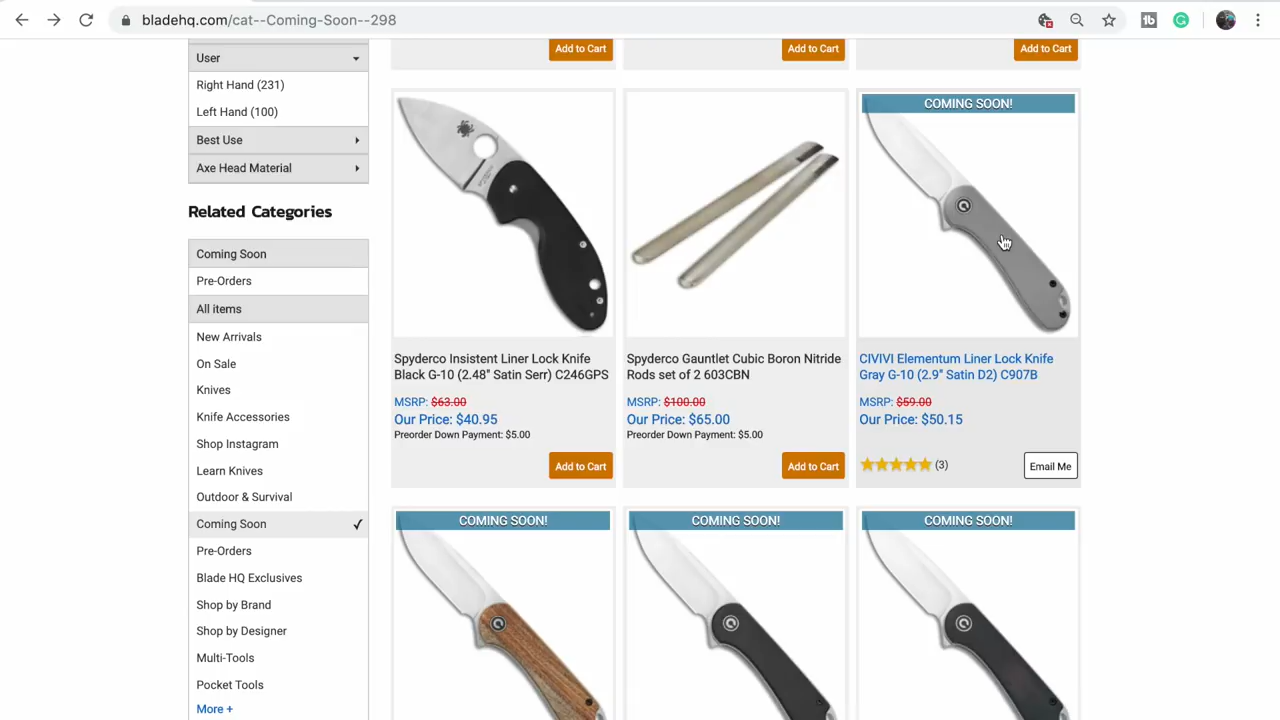 bladehq.com/cat--Coming-Soon--298
User
Right Hand (231)
Left Hand (100)
Best Use
Axe Head Material
Related Categories
Coming Soon
Pre-Orders
All items
New Arrivals
On Sale
Knives
Knife Accessories
Shop Instagram
Learn Knives
Outdoor & Survival
Coming Soon
Pre-Orders
Blade HQ Exclusives
Shop by Brand
Shop by Designer
Multi-Tools
Pocket Tools
More +
Add to Cart
Add to Cart
Add to Cart
Spyderco Insistent Liner Lock Knife
Black G-10 (2.48" Satin Serr) C246GPS
MSRP: $63.00
Our Price: $40.95
Preorder Down Payment: $5.00
Add to Cart
Spyderco Gauntlet Cubic Boron Nitride
Rods set of 2 603CBN
MSRP: $100.00
Our Price: $65.00
Preorder Down Payment: $5.00
Add to Cart
COMING SOON!
CIVIVI Elementum Liner Lock Knife
Gray G-10 (2.9" Satin D2) C907B
MSRP: $59.00
Our Price: $50.15
(3)
Email Me
COMING SOON!
COMING SOON!
COMING SOON!